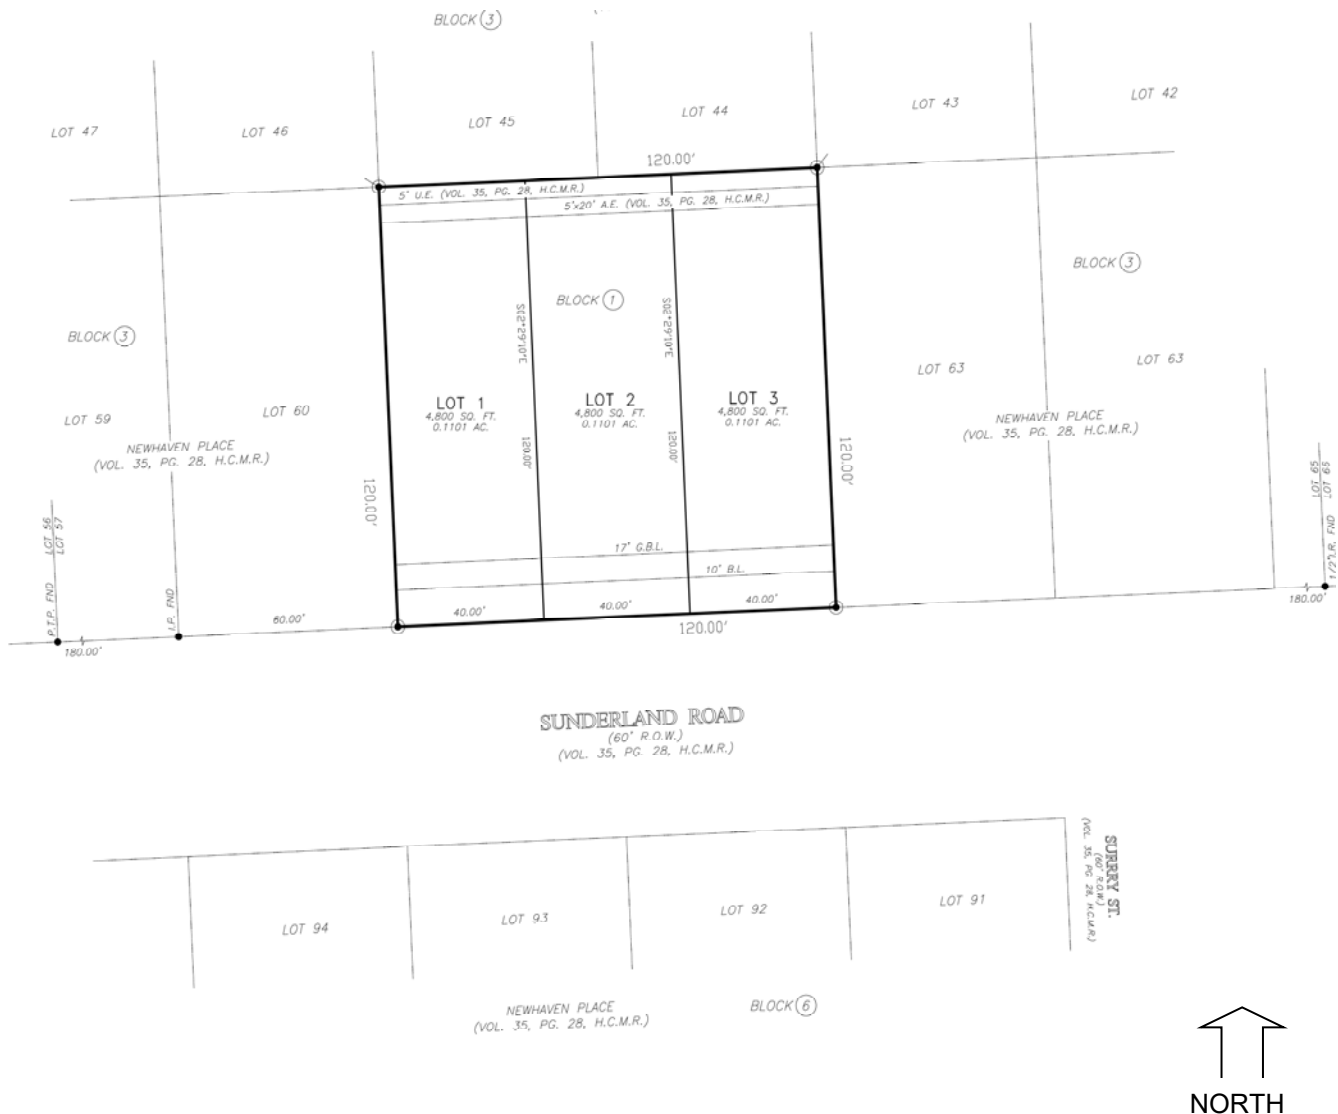 BLOCK 3
LOT 47
LOT 46
LOT 45
LOT 44
LOT 43
LOT 42
120.00'
5' U.E. (VOL. 35, PG. 28, H.C.M.R.)
5'x20' A.E. (VOL. 35, PG. 28, H.C.M.R.)
BLOCK 3
BLOCK 1
BLOCK 3
S02°29'10"E
S02°29'10"E
LOT 59
LOT 60
LOT 1
4,800 SQ. FT.
0.1101 AC.
LOT 2
4,800 SQ. FT.
0.1101 AC.
LOT 3
4,800 SQ. FT.
0.1101 AC.
LOT 63
LOT 63
NEWHAVEN PLACE
(VOL. 35, PG. 28, H.C.M.R.)
NEWHAVEN PLACE
(VOL. 35, PG. 28, H.C.M.R.)
120.00'
120.00'
120.00'
120.00'
LOT 56
LOT 57
LOT 65
LOT 65
17' G.B.L.
10' B.L.
P.T.P. FND
I.P. FND
1/2" I.R. FND
180.00'
60.00'
40.00'
40.00'
40.00'
180.00'
120.00'
SUNDERLAND ROAD
(60' R.O.W.)
(VOL. 35, PG. 28, H.C.M.R.)
SURRRY ST.
(60' R.O.W.)
(VOL. 35, PG. 28, H.C.M.R.)
LOT 94
LOT 93
LOT 92
LOT 91
NEWHAVEN PLACE
(VOL. 35, PG. 28, H.C.M.R.)
BLOCK 6
NORTH